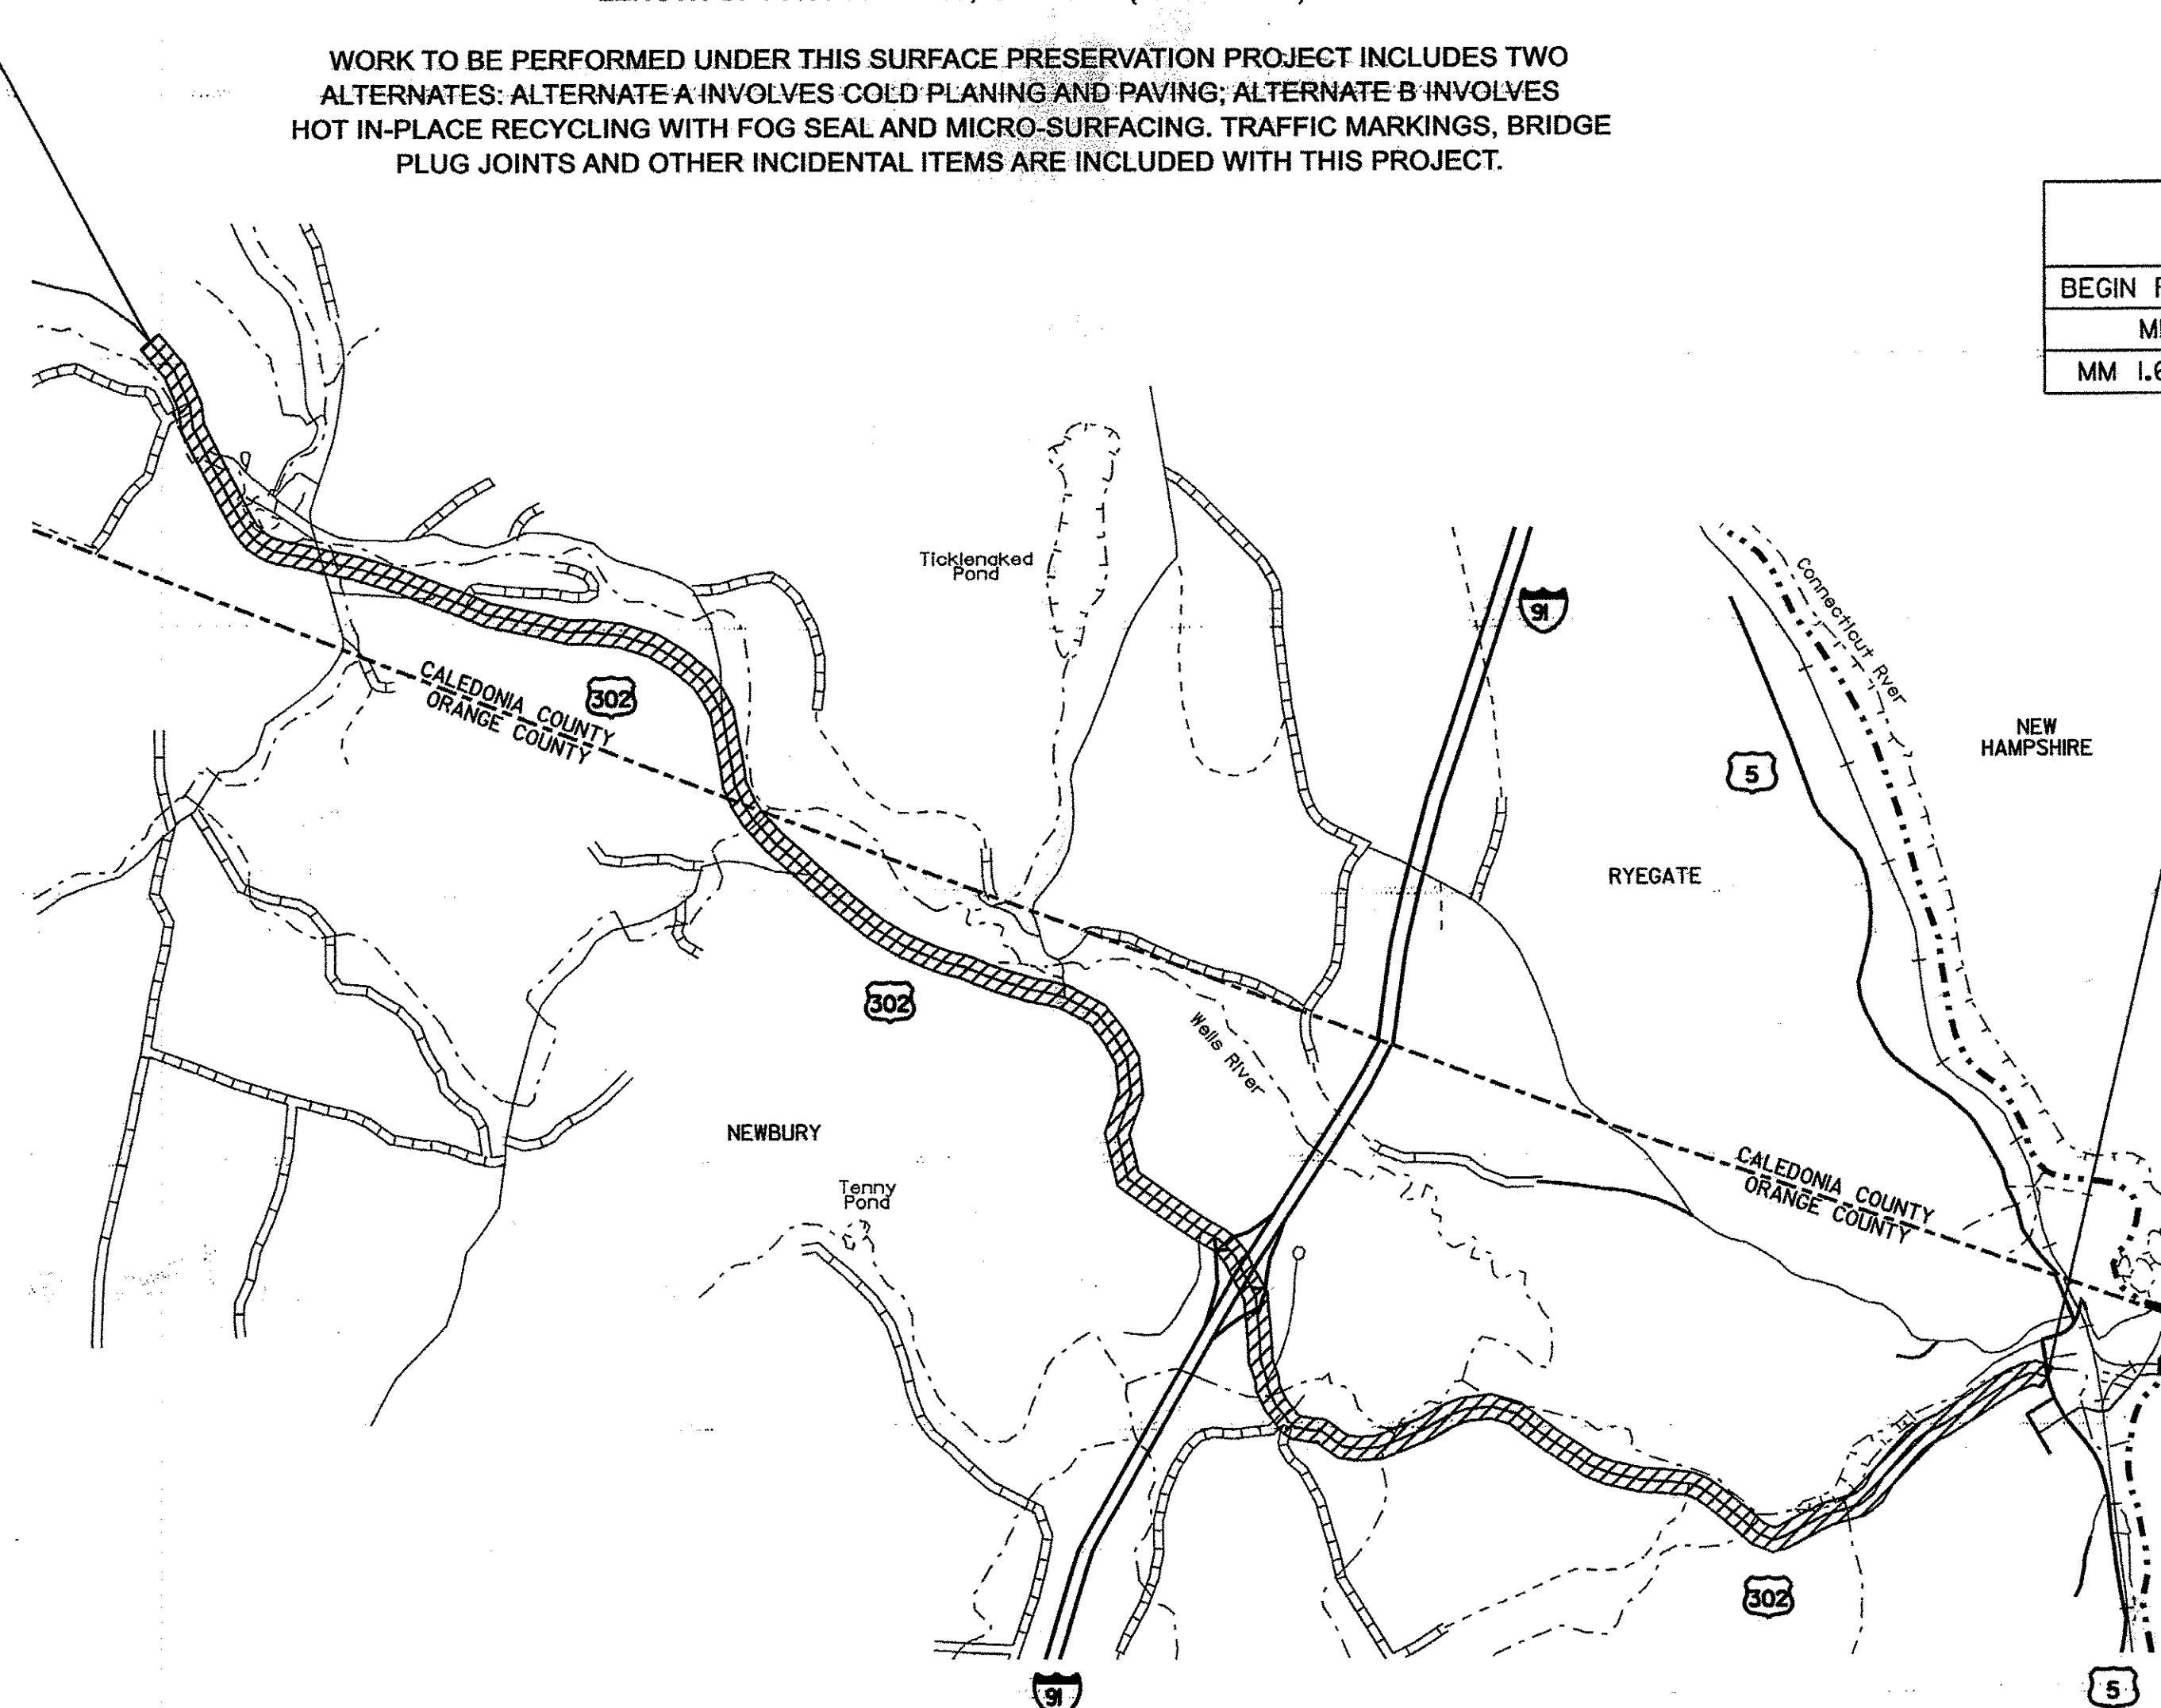 WORK TO BE PERFORMED UNDER THIS SURFACE PRESERVATION PROJECT INCLUDES TWO
ALTERNATES: ALTERNATE A INVOLVES COLD PLANING AND PAVING; ALTERNATE B INVOLVES
HOT IN-PLACE RECYCLING WITH FOG SEAL AND MICRO-SURFACING. TRAFFIC MARKINGS, BRIDGE
PLUG JOINTS AND OTHER INCIDENTAL ITEMS ARE INCLUDED WITH THIS PROJECT.
BEGIN
MM 1.6
Ticklenaked
Pond
91
Connecticut River
CALEDONIA COUNTY
ORANGE COUNTY
302
5
NEW
HAMPSHIRE
RYEGATE
302
Wells River
NEWBURY
Tenny
Pond
CALEDONIA COUNTY
ORANGE COUNTY
302
91
5